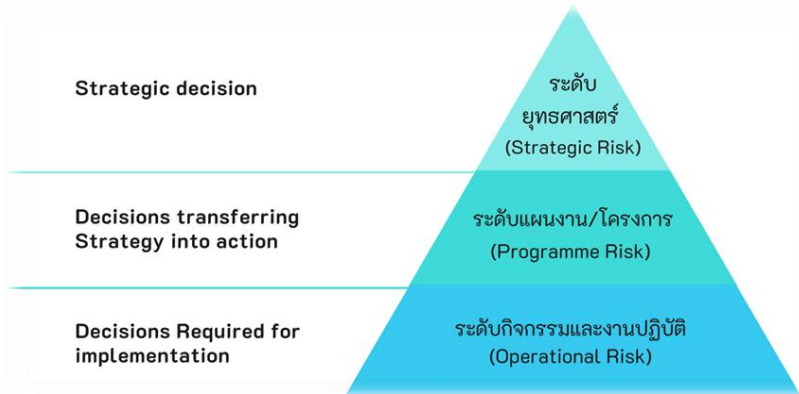 Strategic decision
ระดับ
ยุทธศาสตร์
(Strategic Risk)
Decisions transferring
Strategy into action
ระดับแผนงาน/โครงการ
(Programme Risk)
Decisions Required for
implementation
ระดับกิจกรรมและงานปฏิบัติ
(Operational Risk)